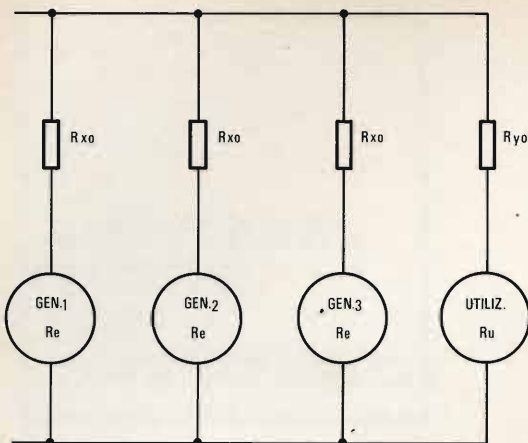 Rxo
Rxo
Rxo
Ryo
GEN.1
Re
GEN.2
Re
GEN.3
Re
UTILIZ.
Ru